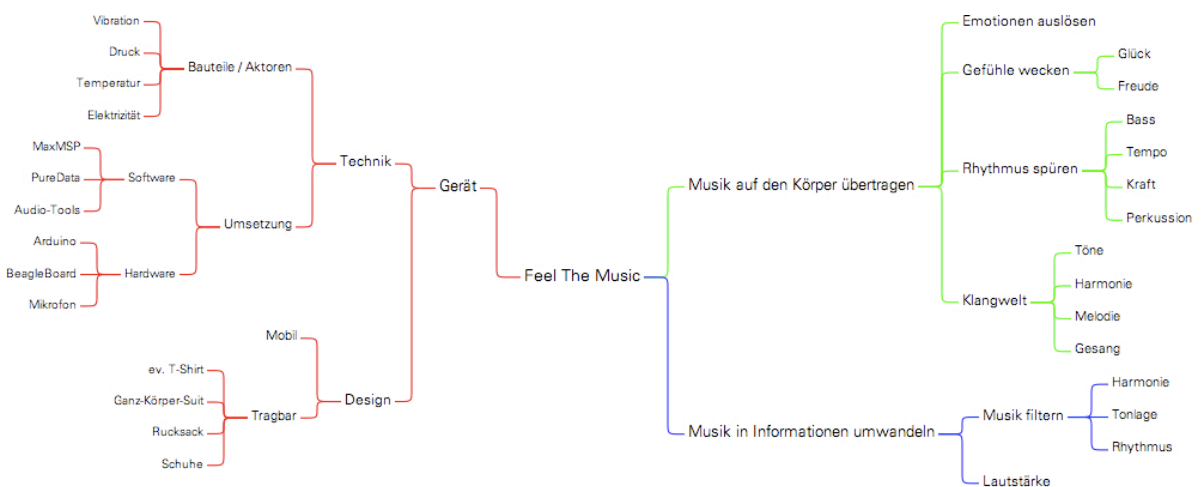 Feel The Music
Gerät
Technik
Bauteile / Aktoren
Vibration
Druck
Temperatur
Elektrizität
Umsetzung
Software
MaxMSP
PureData
Audio-Tools
Hardware
Arduino
BeagleBoard
Mikrofon
Design
Mobil
Tragbar
ev. T-Shirt
Ganz-Körper-Suit
Rucksack
Schuhe
Musik auf den Körper übertragen
Emotionen auslösen
Gefühle wecken
Glück
Freude
Rhythmus spüren
Bass
Tempo
Kraft
Perkussion
Klangwelt
Töne
Harmonie
Melodie
Gesang
Musik in Informationen umwandeln
Musik filtern
Harmonie
Tonlage
Rhythmus
Lautstärke